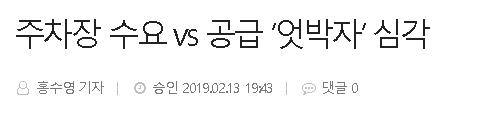 주차장 수요 vs 공급 ‘엇박자’ 심각
홍수영 기자 | 승인 2019.02.13 19:43 | 댓글 0